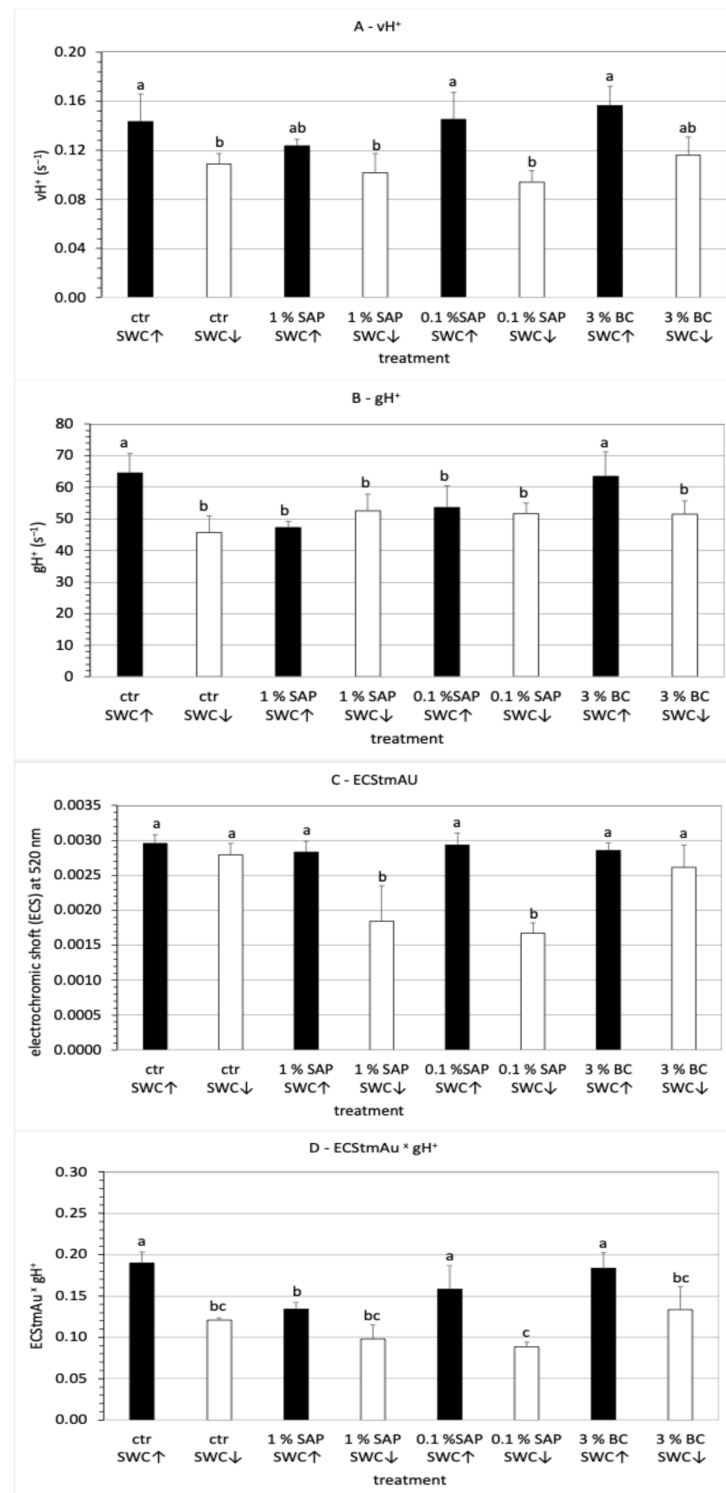 A - vH⁺
0.20
0.16
0.12
0.08
0.04
0.00
vH⁺ (s⁻¹)
a
b
ab
b
a
b
a
ab
ctr ctr 1 % SAP 1 % SAP 0.1 %SAP 0.1 % SAP 3 % BC 3 % BC
SWC↑ SWC↓ SWC↑ SWC↓ SWC↑ SWC↓ SWC↑ SWC↓
treatment
B - gH⁺
80
70
60
50
40
30
20
10
0
gH⁺ (s⁻¹)
a
b
b
b
b
b
a
b
ctr ctr 1 % SAP 1 % SAP 0.1 %SAP 0.1 % SAP 3 % BC 3 % BC
SWC↑ SWC↓ SWC↑ SWC↓ SWC↑ SWC↓ SWC↑ SWC↓
treatment
C - ECStmAU
0.0035
0.0030
0.0025
0.0020
0.0015
0.0010
0.0005
0.0000
electrochromic shoft (ECS) at 520 nm
a
a
a
b
a
b
a
a
ctr ctr 1 % SAP 1 % SAP 0.1 %SAP 0.1 % SAP 3 % BC 3 % BC
SWC↑ SWC↓ SWC↑ SWC↓ SWC↑ SWC↓ SWC↑ SWC↓
treatment
D - ECStmAu ˣ gH⁺
0.30
0.25
0.20
0.15
0.10
0.05
0.00
ECStmAu ˣ gH⁺
a
bc
b
bc
a
c
a
bc
ctr ctr 1 % SAP 1 % SAP 0.1 %SAP 0.1 % SAP 3 % BC 3 % BC
SWC↑ SWC↓ SWC↑ SWC↓ SWC↑ SWC↓ SWC↑ SWC↓
treatment